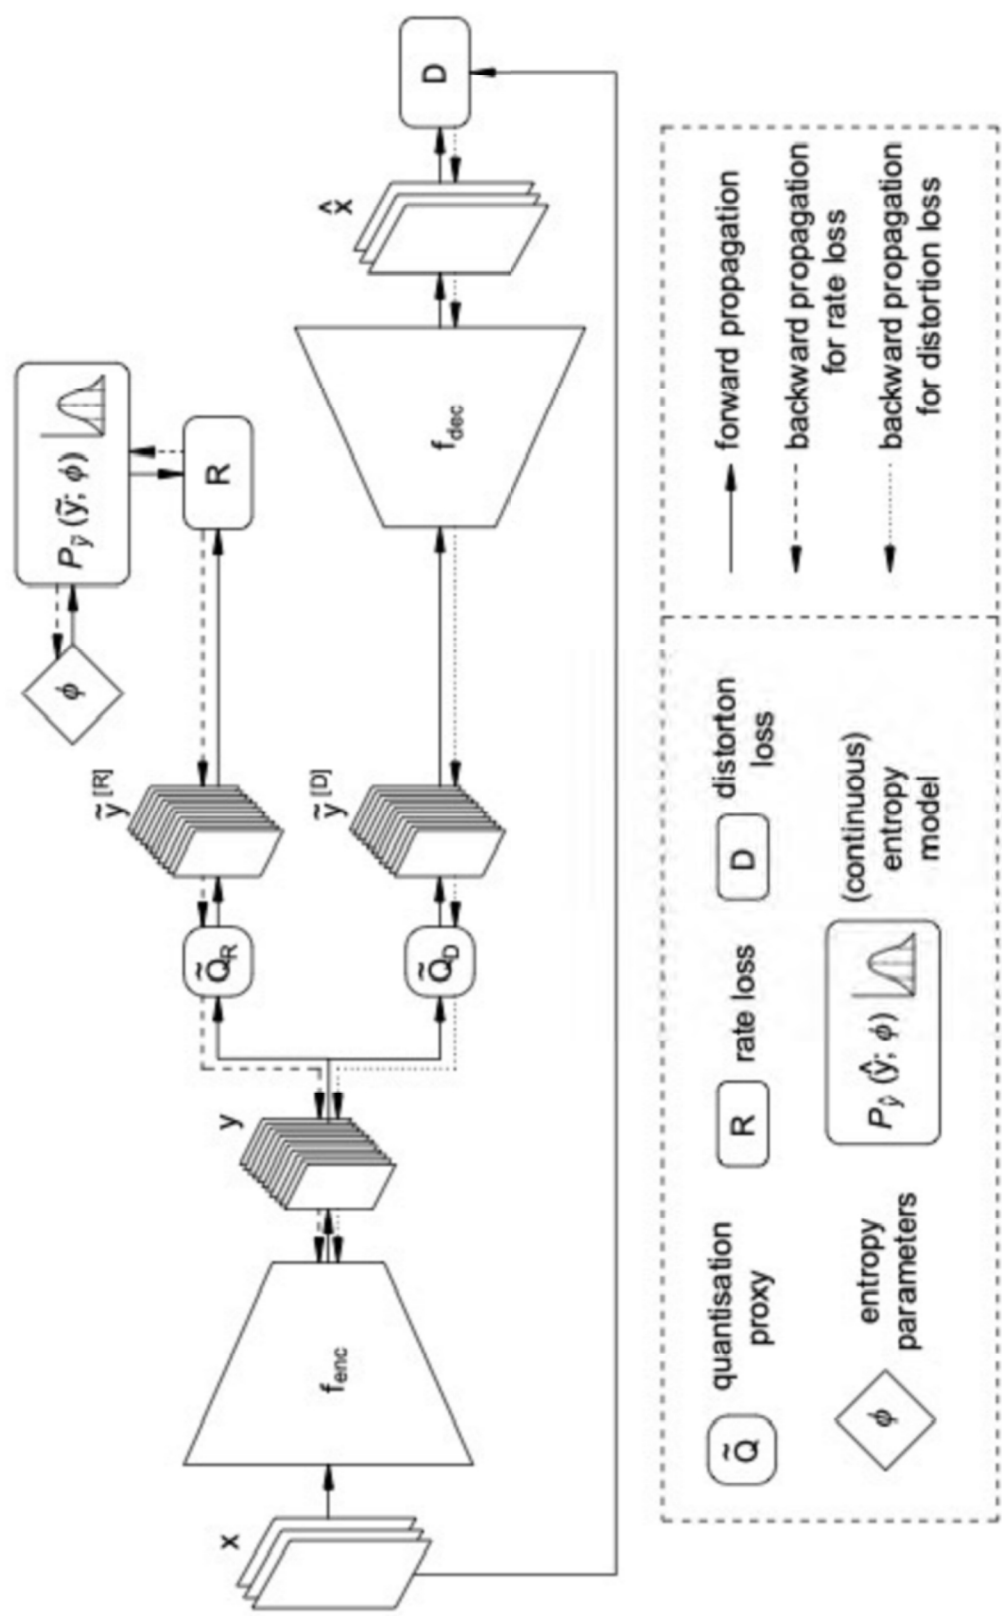 x
f_enc
y
Q̃_R
Q̃_D
ỹ^[R]
ỹ^[D]
ϕ
P_ỹ (ỹ; ϕ)
R
f_dec
x̂
D
Q̃
quantisation
proxy
R
rate loss
D
distorton
loss
ϕ
entropy
parameters
P_ŷ (ŷ; ϕ)
(continuous)
entropy
model
forward propagation
backward propagation
for rate loss
backward propagation
for distortion loss